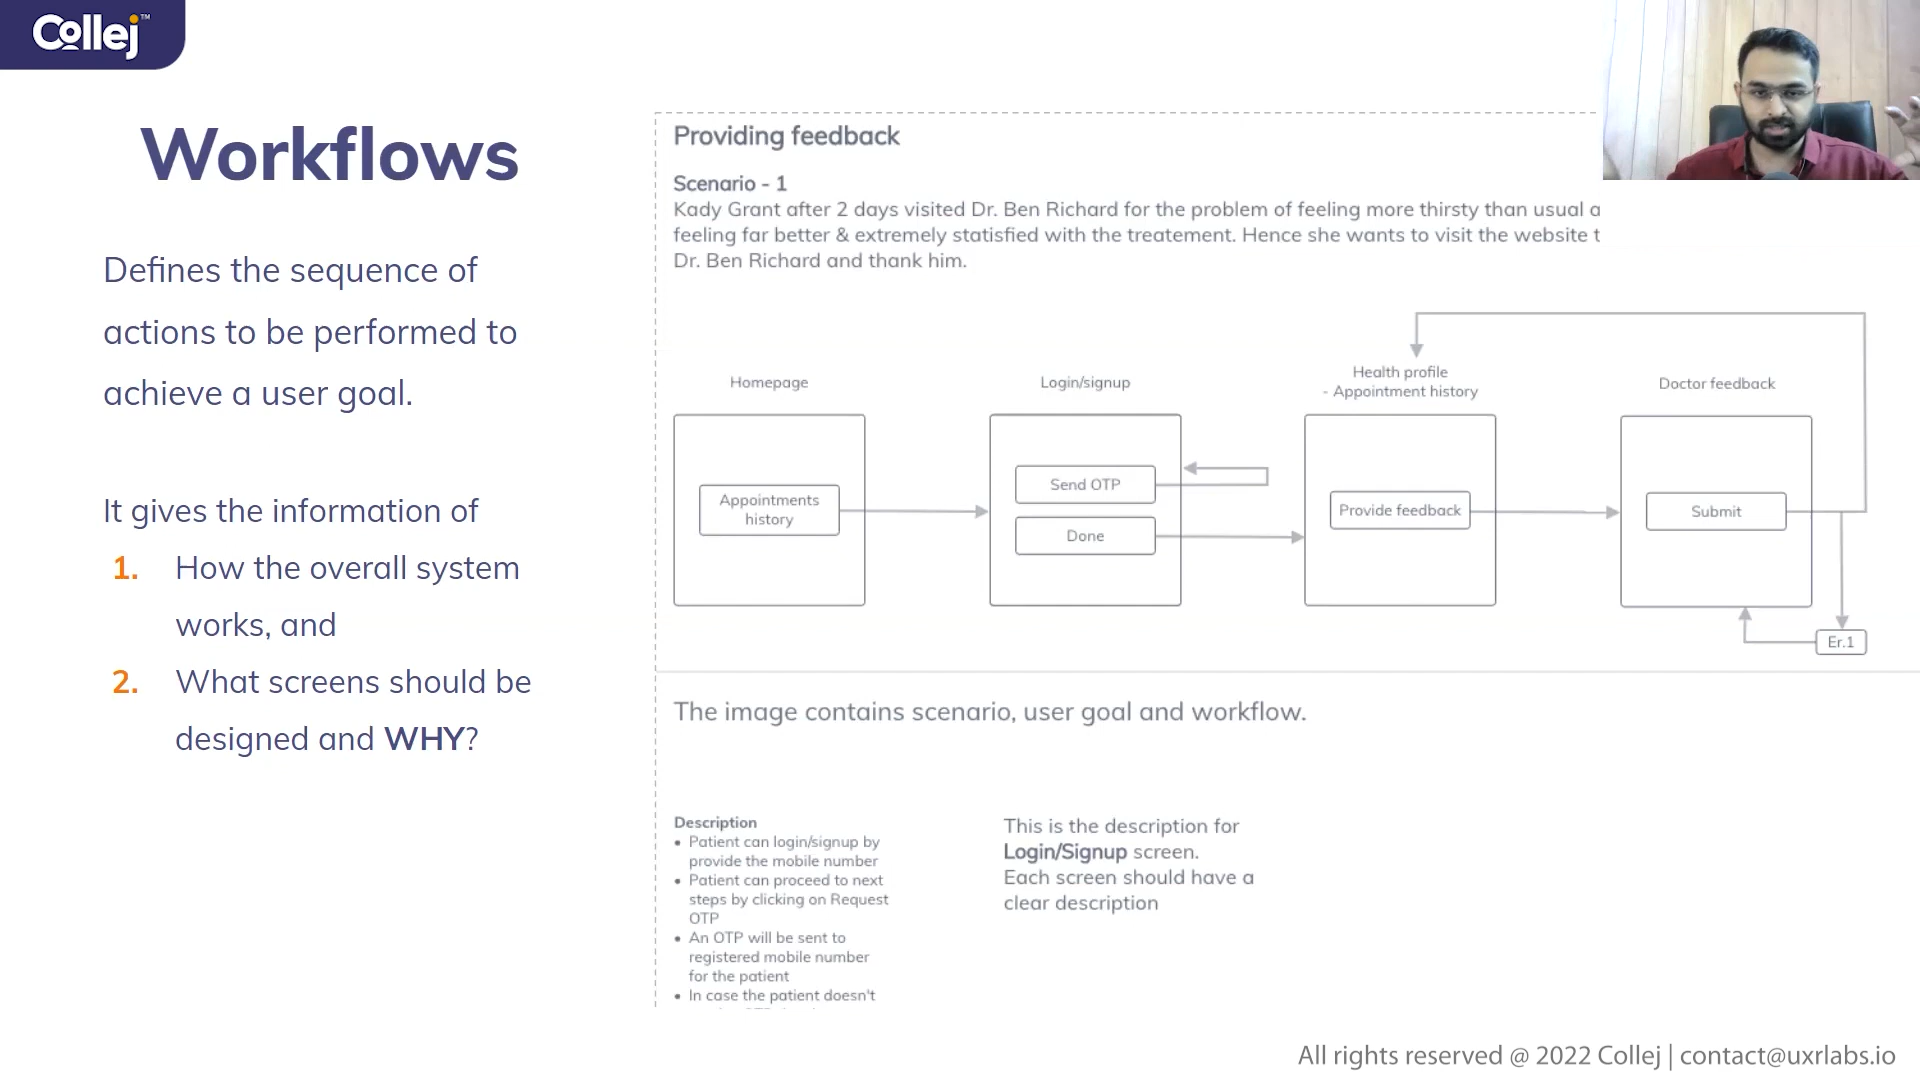 Collej™
Workflows
Defines the sequence of
actions to be performed to
achieve a user goal.
It gives the information of
1. How the overall system
works, and
2. What screens should be
designed and WHY?
Providing feedback
Scenario - 1
Kady Grant after 2 days visited Dr. Ben Richard for the problem of feeling more thirsty than usual a
feeling far better & extremely statisfied with the treatement. Hence she wants to visit the website t
Dr. Ben Richard and thank him.
Homepage
Appointments
history
Login/signup
Send OTP
Done
Health profile
- Appointment history
Provide feedback
Doctor feedback
Submit
Er.1
The image contains scenario, user goal and workflow.
Description
• Patient can login/signup by
provide the mobile number
• Patient can proceed to next
steps by clicking on Request
OTP
• An OTP will be sent to
registered mobile number
for the patient
• In case the patient doesn't
This is the description for
Login/Signup screen.
Each screen should have a
clear description
All rights reserved @ 2022 Collej | contact@uxrlabs.io